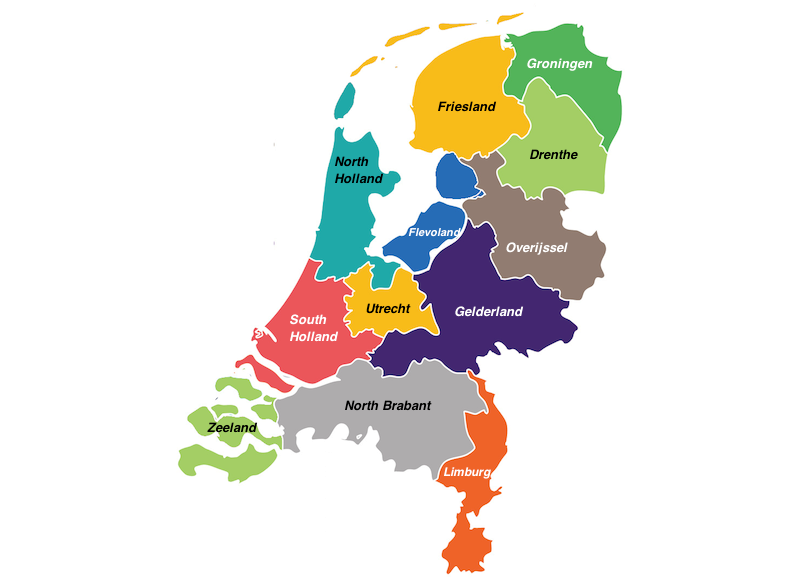 Groningen
Friesland
Drenthe
North
Holland
Flevoland
Overijssel
Utrecht
Gelderland
South
Holland
North Brabant
Zeeland
Limburg